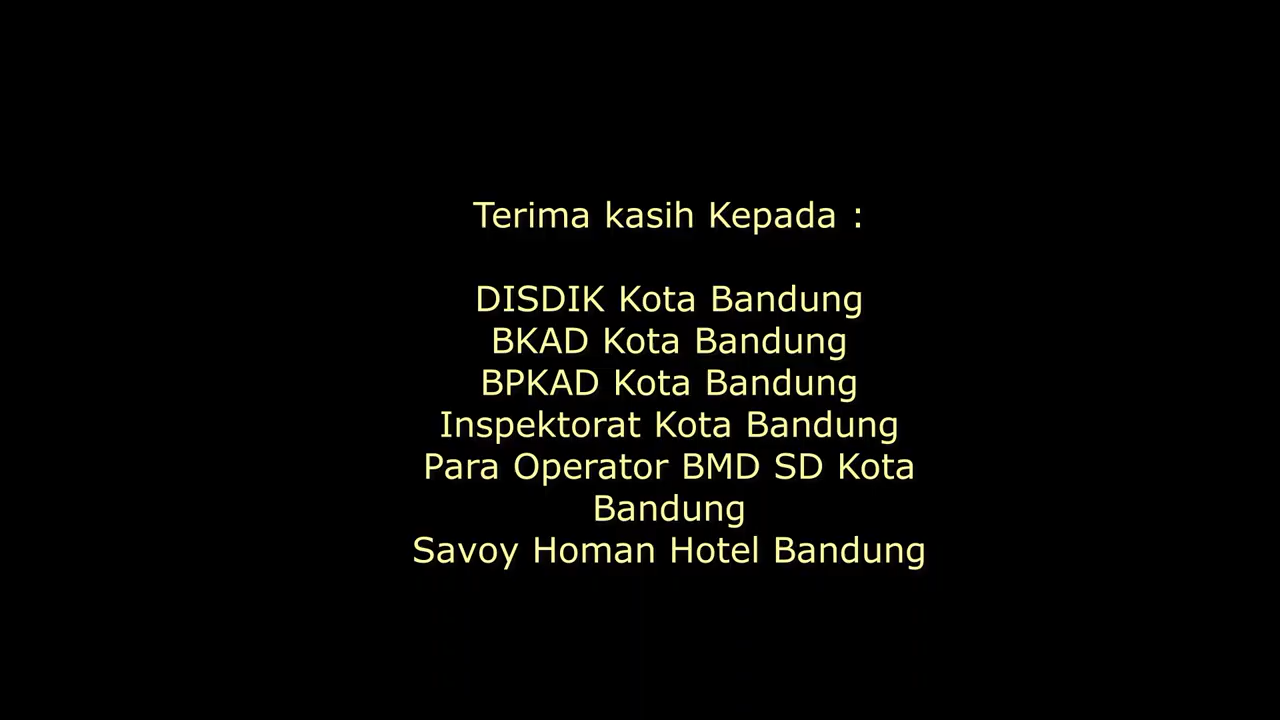 Terima kasih Kepada :
DISDIK Kota Bandung
BKAD Kota Bandung
BPKAD Kota Bandung
Inspektorat Kota Bandung
Para Operator BMD SD Kota
Bandung
Savoy Homan Hotel Bandung